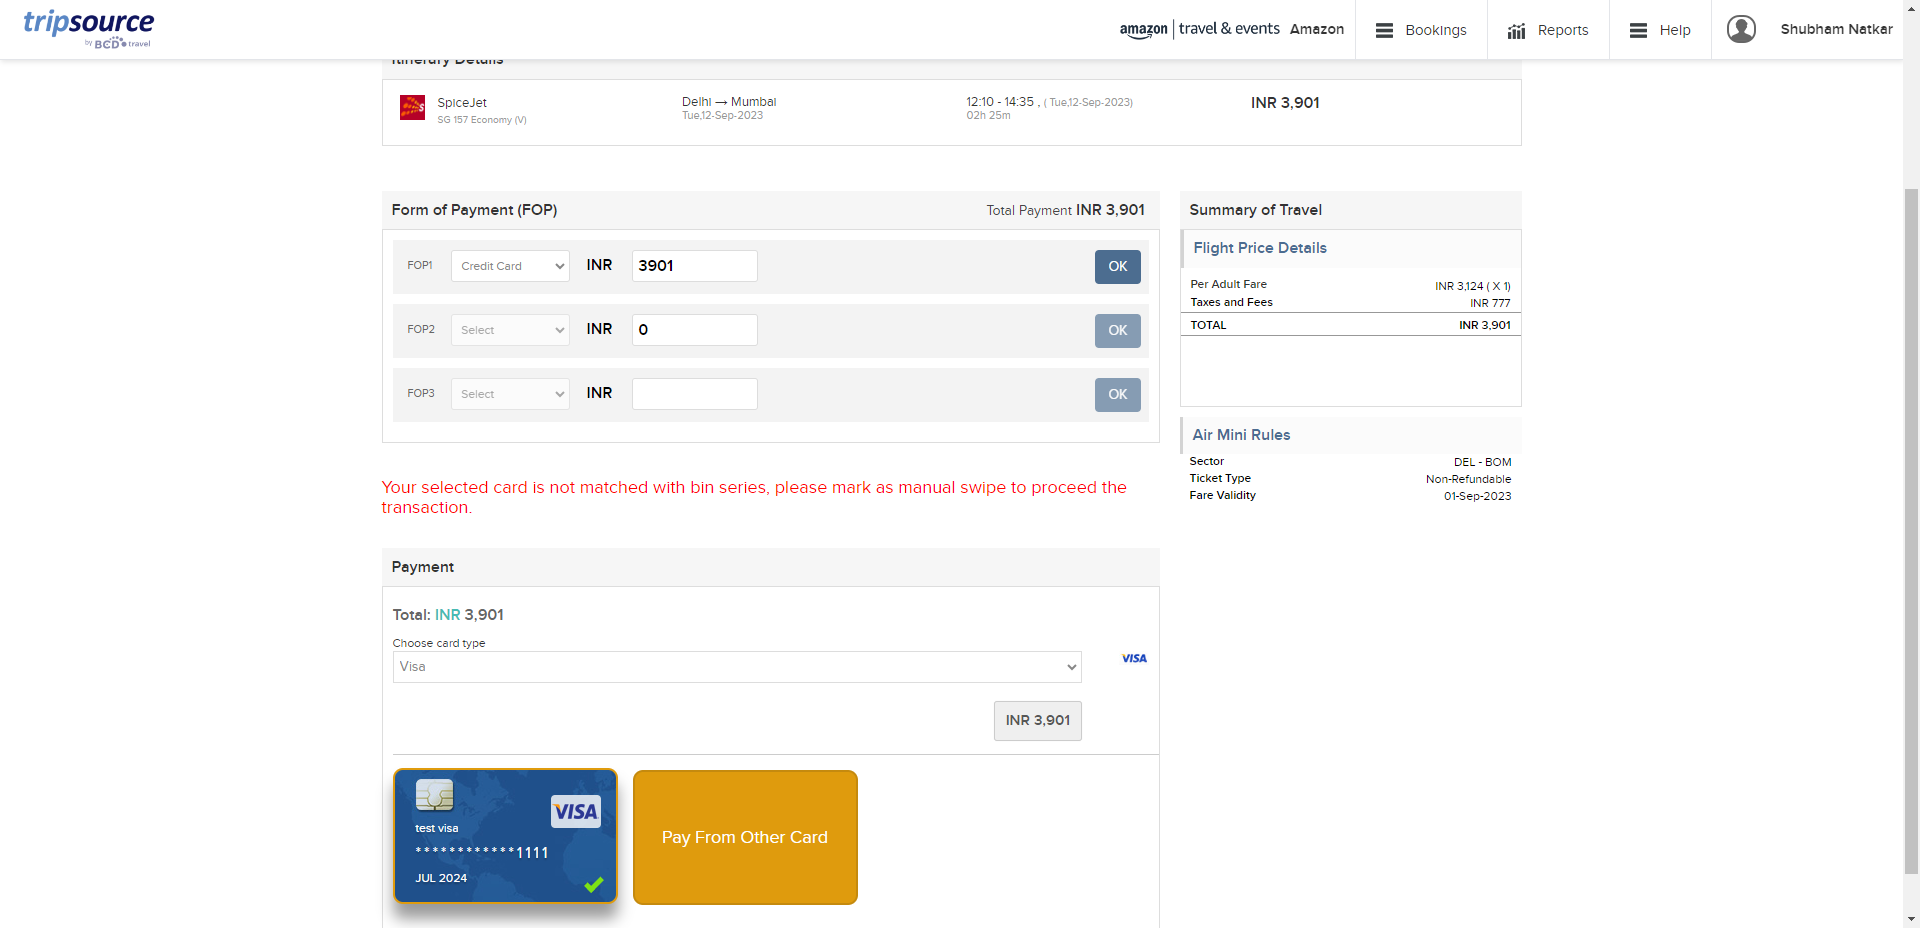 tripsource
by BCD travel
amazon | travel & events Amazon
Bookings
Reports
Help
Shubham Natkar
Itinerary Details
SpiceJet
SG 157 Economy (V)
Delhi → Mumbai
Tue,12-Sep-2023
12:10 - 14:35 , ( Tue,12-Sep-2023)
02h 25m
INR 3,901
Form of Payment (FOP)
Total Payment INR 3,901
FOP1 Credit Card INR 3901 OK
FOP2 Select INR 0 OK
FOP3 Select INR OK
Your selected card is not matched with bin series, please mark as manual swipe to proceed the
transaction.
Payment
Total: INR 3,901
Choose card type
Visa
VISA
INR 3,901
VISA
test visa
************1111
JUL 2024
Pay From Other Card
Summary of Travel
Flight Price Details
Per Adult Fare INR 3,124 ( X 1)
Taxes and Fees INR 777
TOTAL INR 3,901
Air Mini Rules
Sector DEL - BOM
Ticket Type Non-Refundable
Fare Validity 01-Sep-2023